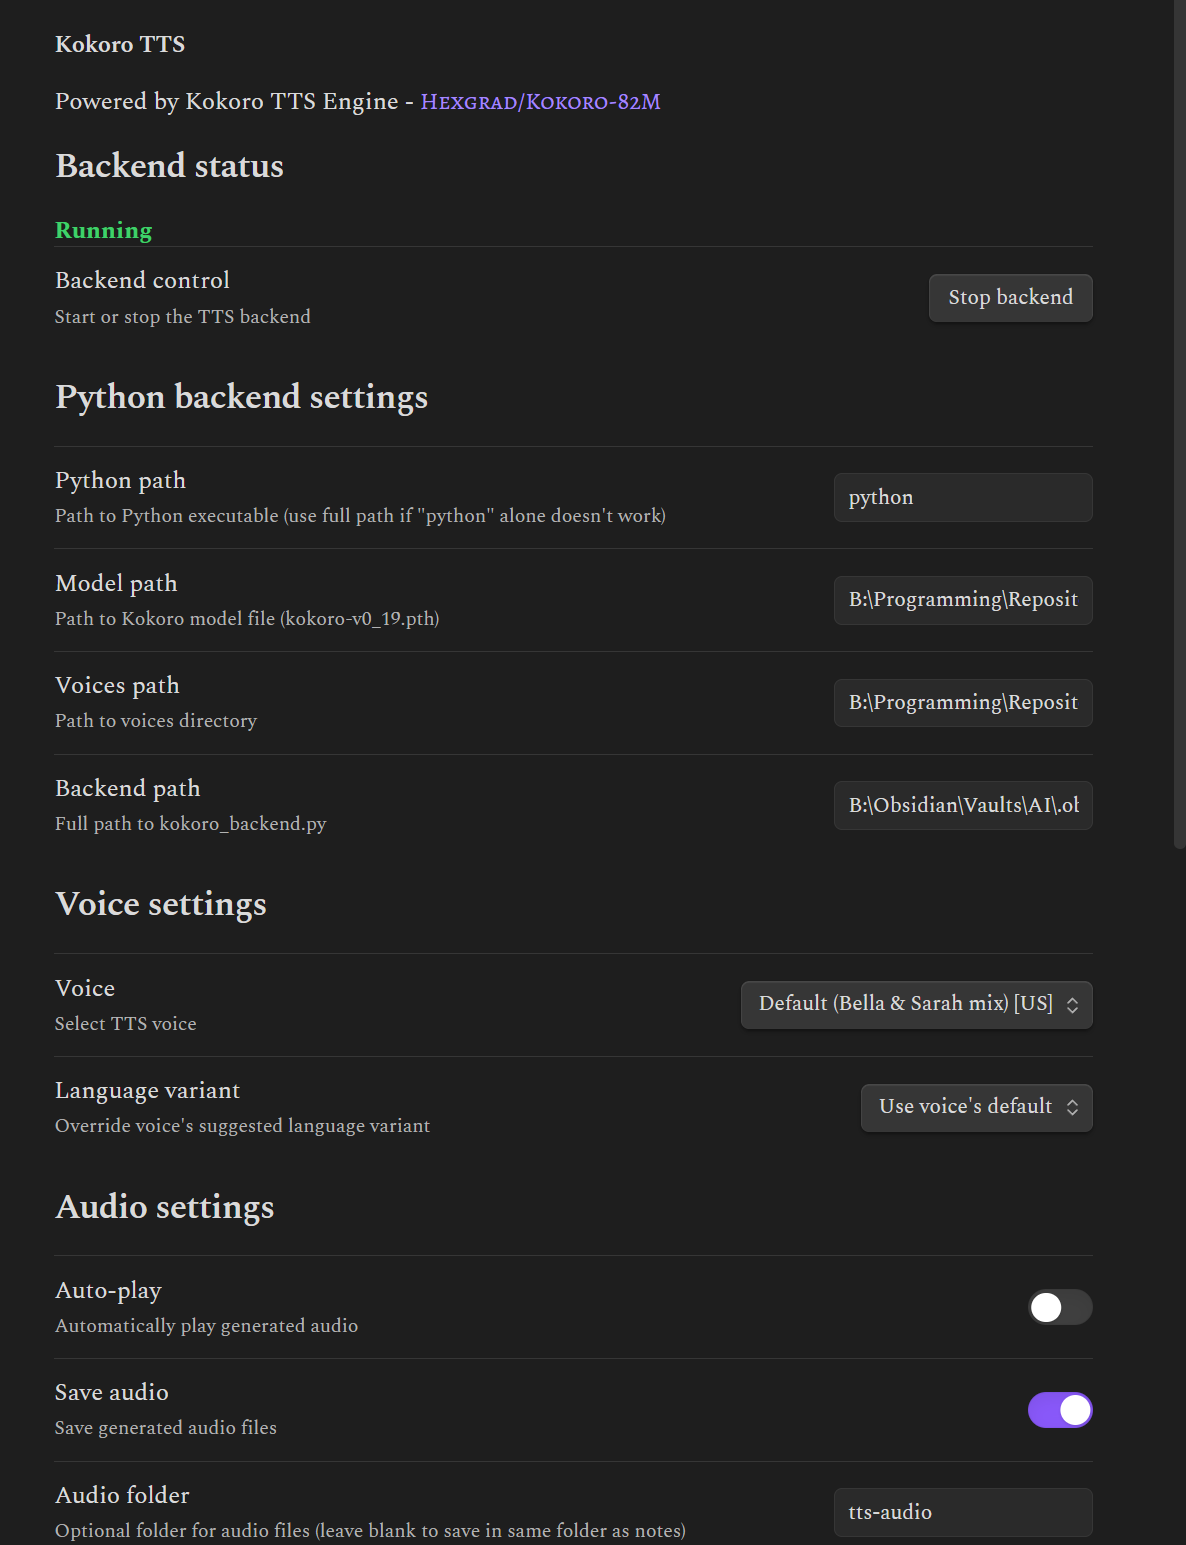 Kokoro TTS
Powered by Kokoro TTS Engine - Hexgrad/Kokoro-82M
Backend status
Running
Backend control
Start or stop the TTS backend
Stop backend
Python backend settings
Python path
Path to Python executable (use full path if "python" alone doesn't work)
python
Model path
Path to Kokoro model file (kokoro-v0_19.pth)
B:\Programming\Reposit
Voices path
Path to voices directory
B:\Programming\Reposit
Backend path
Full path to kokoro_backend.py
B:\Obsidian\Vaults\AI\.ob
Voice settings
Voice
Select TTS voice
Default (Bella & Sarah mix) [US]
Language variant
Override voice's suggested language variant
Use voice's default
Audio settings
Auto-play
Automatically play generated audio
Save audio
Save generated audio files
Audio folder
Optional folder for audio files (leave blank to save in same folder as notes)
tts-audio